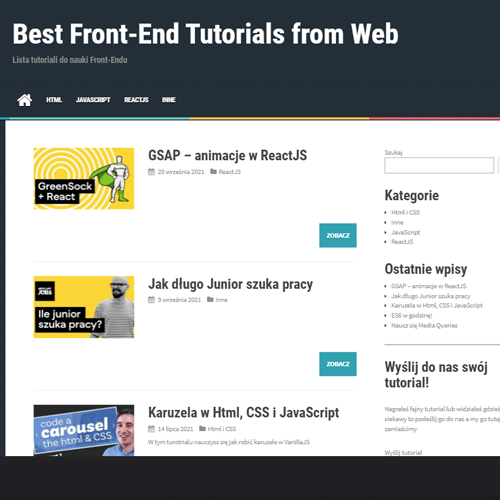 Best Front-End Tutorials from Web
Lista tutoriali do nauki Front-Endu
HTML JAVASCRIPT REACTJS INNE
GreenSock
+ React
GSAP – animacje w ReactJS
20 września 2021 ReactJS
ZOBACZ
JOBS
Ile junior
szuka pracy?
Jak długo Junior szuka pracy
9 września 2021 Inne
ZOBACZ
code a
carousel
the html & CSS
Karuzela w Html, CSS i JavaScript
14 lipca 2021 Html i CSS
W tym turotrialu nauczysz się jak robić karuzele w VanillaJS
Szukaj
Kategorie
Html i CSS
Inne
JavaScript
ReactJS
Ostatnie wpisy
GSAP – animacje w ReactJS
Jak długo Junior szuka pracy
Karuzela w Html, CSS i JavaScript
ES6 w godzinę!
Naucz się Media Queries
Wyślij do nas swój
tutorial!
Nagrałeś fajny tutorial lub widziałeś gdzieś
ciekawy to podeślij go do nas a my go tutaj
zamieścimy
Wyślij tutorial